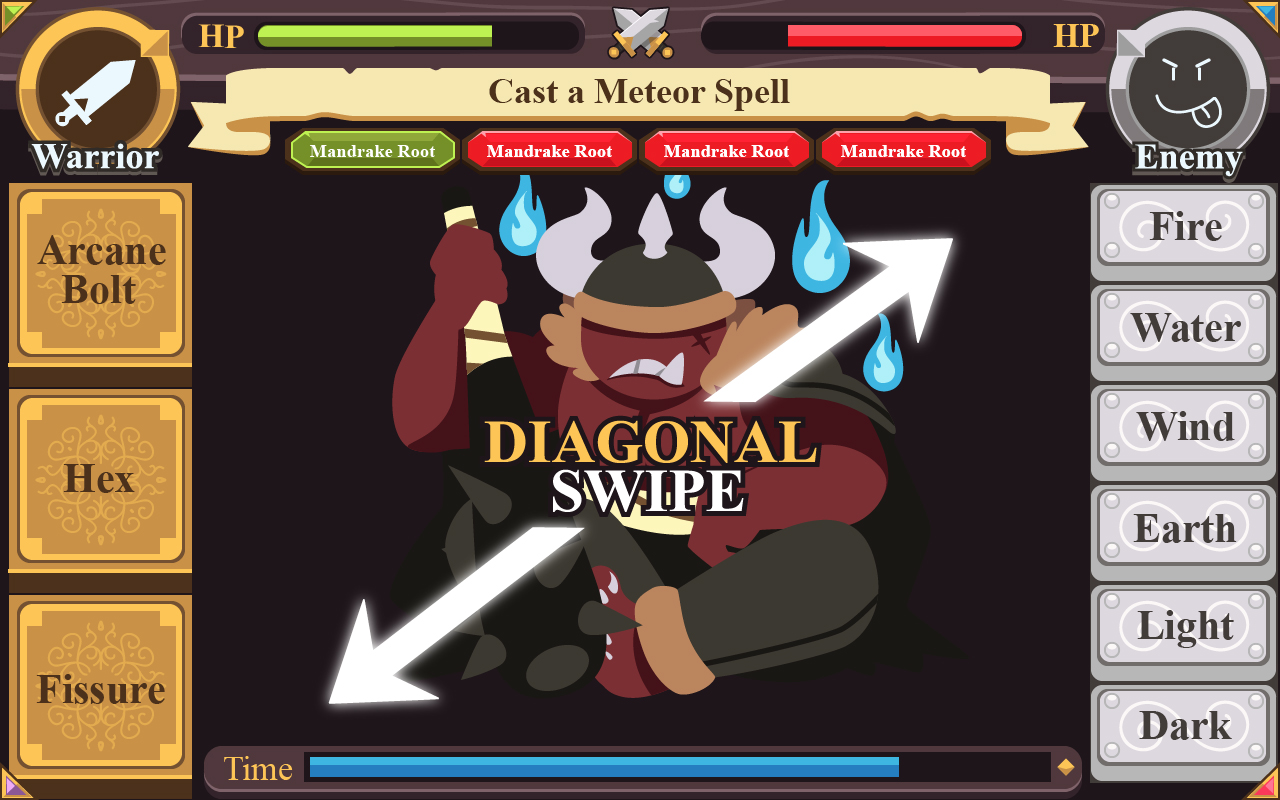 HP
HP
Cast a Meteor Spell
Warrior
Enemy
Mandrake Root
Mandrake Root
Mandrake Root
Mandrake Root
Arcane
Bolt
Hex
Fissure
DIAGONAL
SWIPE
Fire
Water
Wind
Earth
Light
Dark
Time